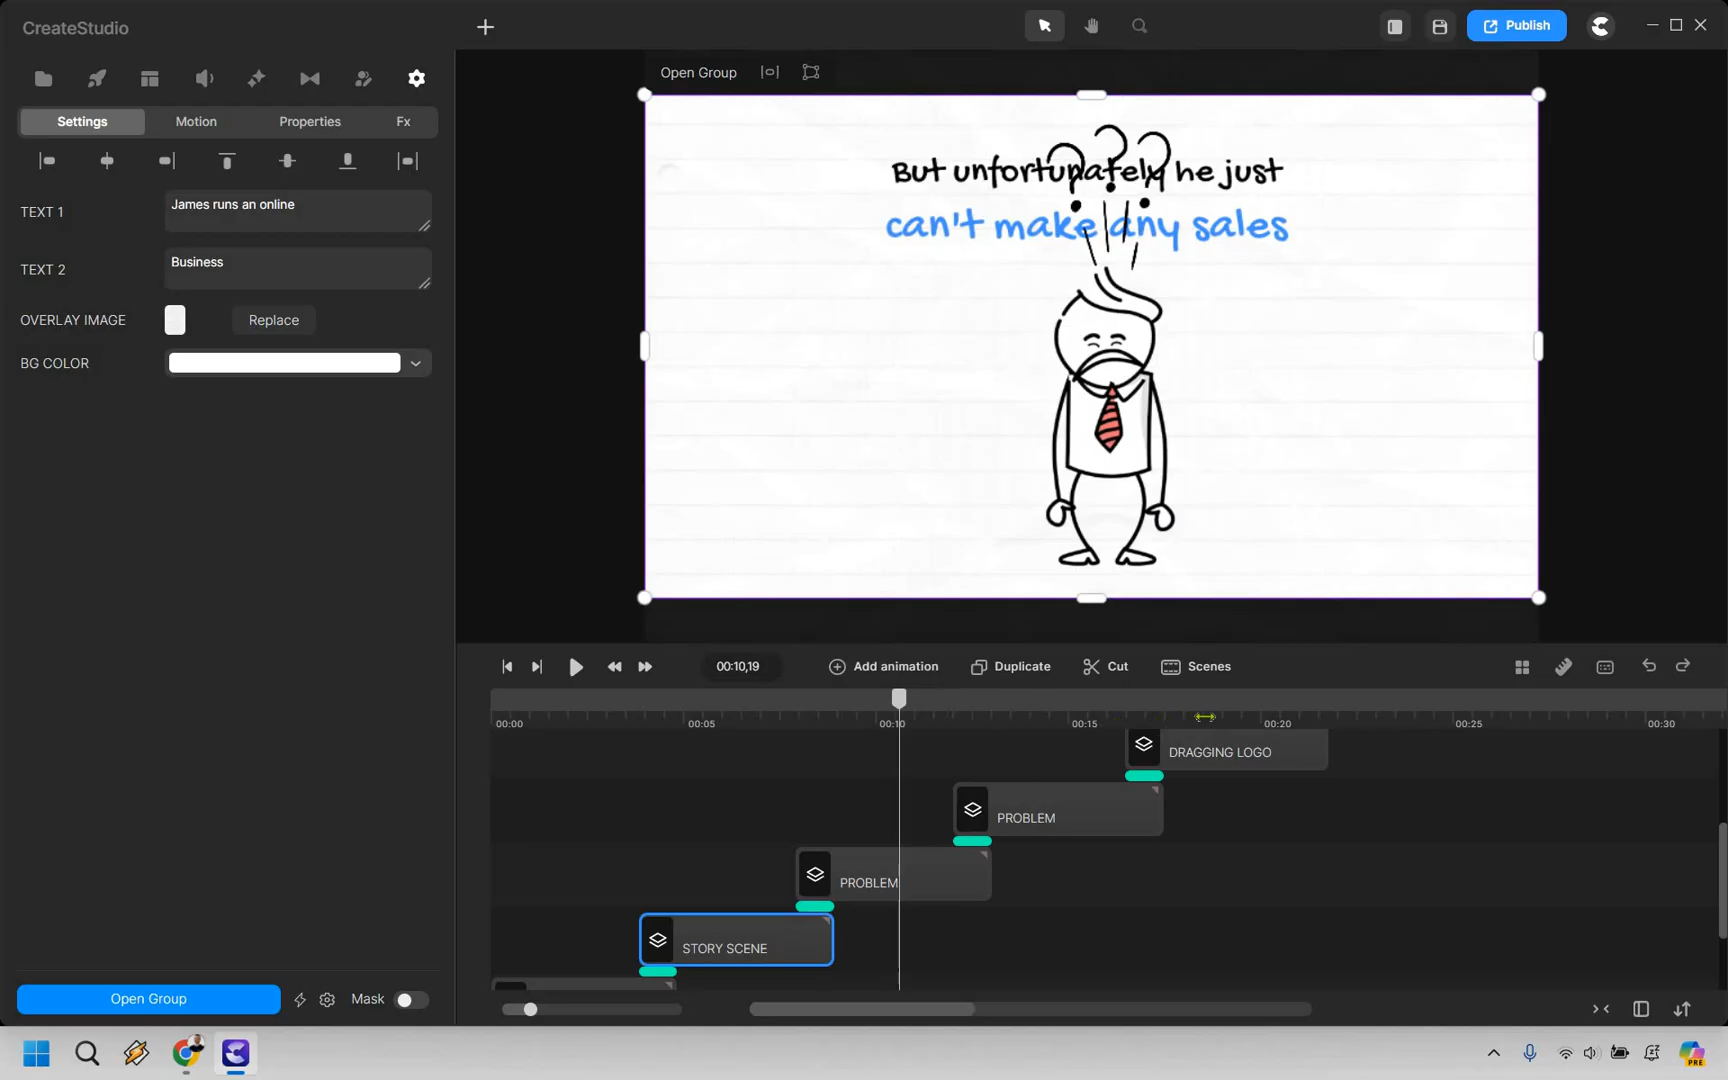 CreateStudio
Publish
Open Group
Settings
Motion
Properties
Fx
But unfortunately he just
can't make any sales
TEXT 1
James runs an online
TEXT 2
Business
OVERLAY IMAGE
Replace
BG COLOR
00:10,19
Add animation
Duplicate
Cut
Scenes
00:00
00:05
00:10
00:15
00:20
00:25
00:30
DRAGGING LOGO
PROBLEM
PROBLEM
STORY SCENE
Open Group
Mask
PRE